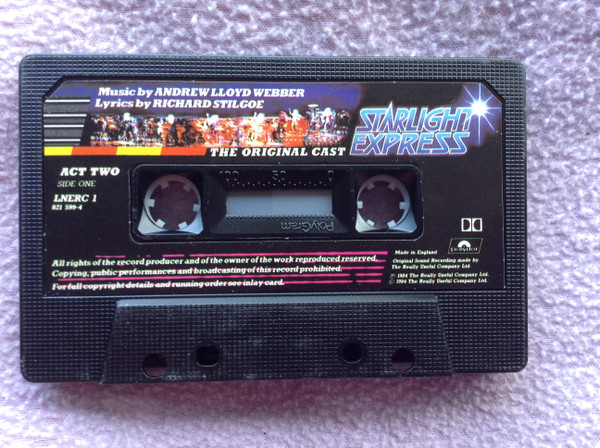 Music by ANDREW LLOYD WEBBER
Lyrics by RICHARD STILGOE
STARLIGHT
EXPRESS
THE ORIGINAL CAST
ACT TWO
SIDE ONE
LNERC 1
821 599-4
100 50 0
PolyGram
polydor
Made in England
Original Sound Recording made by
The Really Useful Company Ltd.
℗ 1984 The Really Useful Company Ltd.
© 1984 The Really Useful Company Ltd.
All rights of the record producer and of the owner of the work reproduced reserved.
Copying, public performances and broadcasting of this record prohibited.
For full copyright details and running order see inlay card.